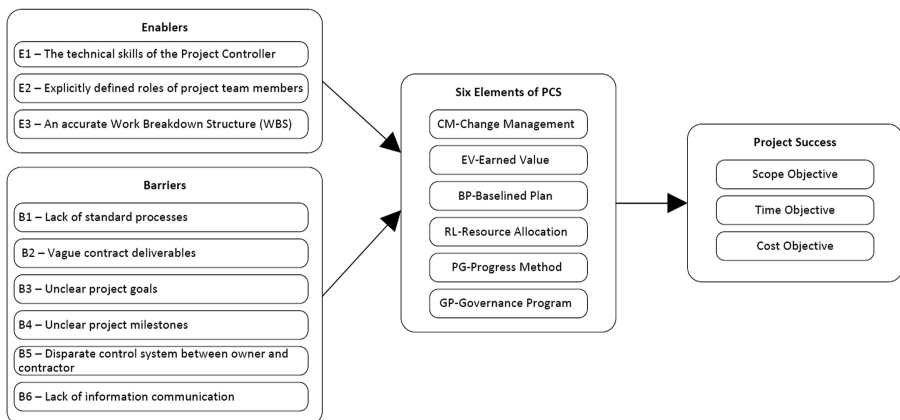 Enablers
E1 – The technical skills of the Project Controller
E2 – Explicitly defined roles of project team members
E3 – An accurate Work Breakdown Structure (WBS)
Barriers
B1 – Lack of standard processes
B2 – Vague contract deliverables
B3 – Unclear project goals
B4 – Unclear project milestones
B5 – Disparate control system between owner and
contractor
B6 – Lack of information communication
Six Elements of PCS
CM-Change Management
EV-Earned Value
BP-Baselined Plan
RL-Resource Allocation
PG-Progress Method
GP-Governance Program
Project Success
Scope Objective
Time Objective
Cost Objective